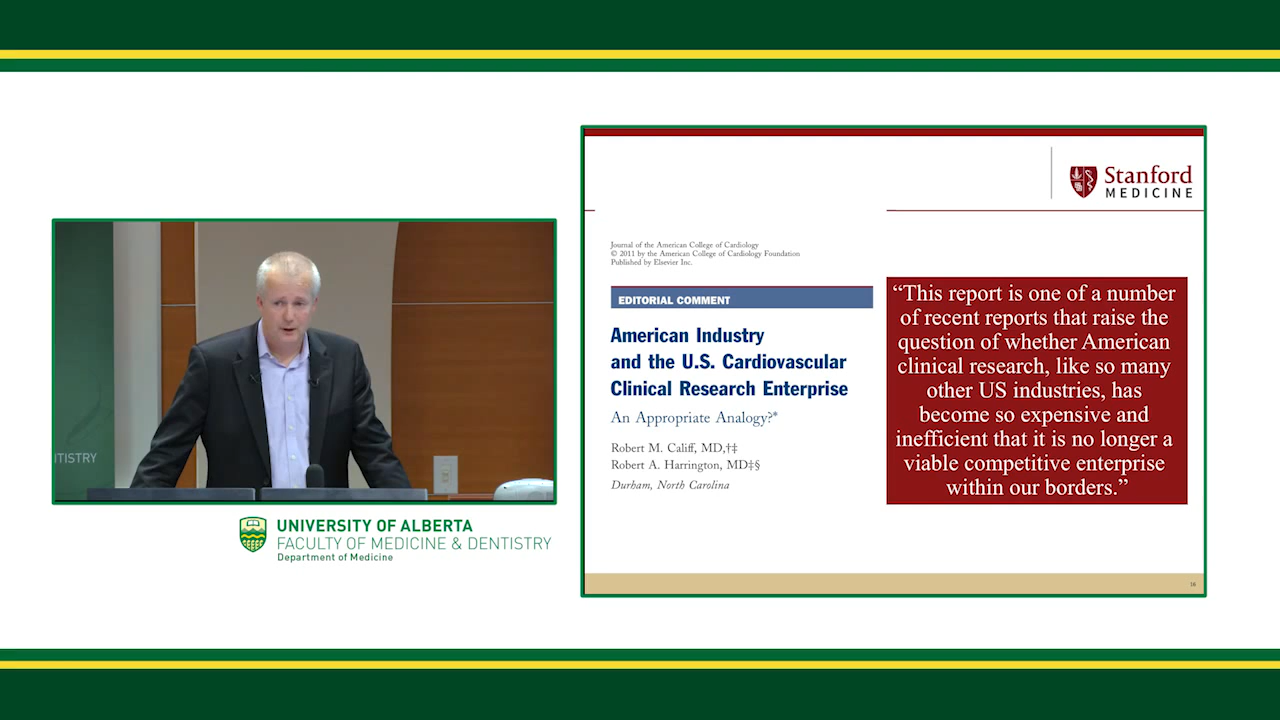 Stanford
MEDICINE
Journal of the American College of Cardiology
© 2011 by the American College of Cardiology Foundation
Published by Elsevier Inc.
EDITORIAL COMMENT
American Industry
and the U.S. Cardiovascular
Clinical Research Enterprise
An Appropriate Analogy?*
Robert M. Califf, MD,†‡
Robert A. Harrington, MD‡§
Durham, North Carolina
“This report is one of a number
of recent reports that raise the
question of whether American
clinical research, like so many
other US industries, has
become so expensive and
inefficient that it is no longer a
viable competitive enterprise
within our borders.”
TISTRY
UNIVERSITY OF ALBERTA
FACULTY OF MEDICINE & DENTISTRY
Department of Medicine